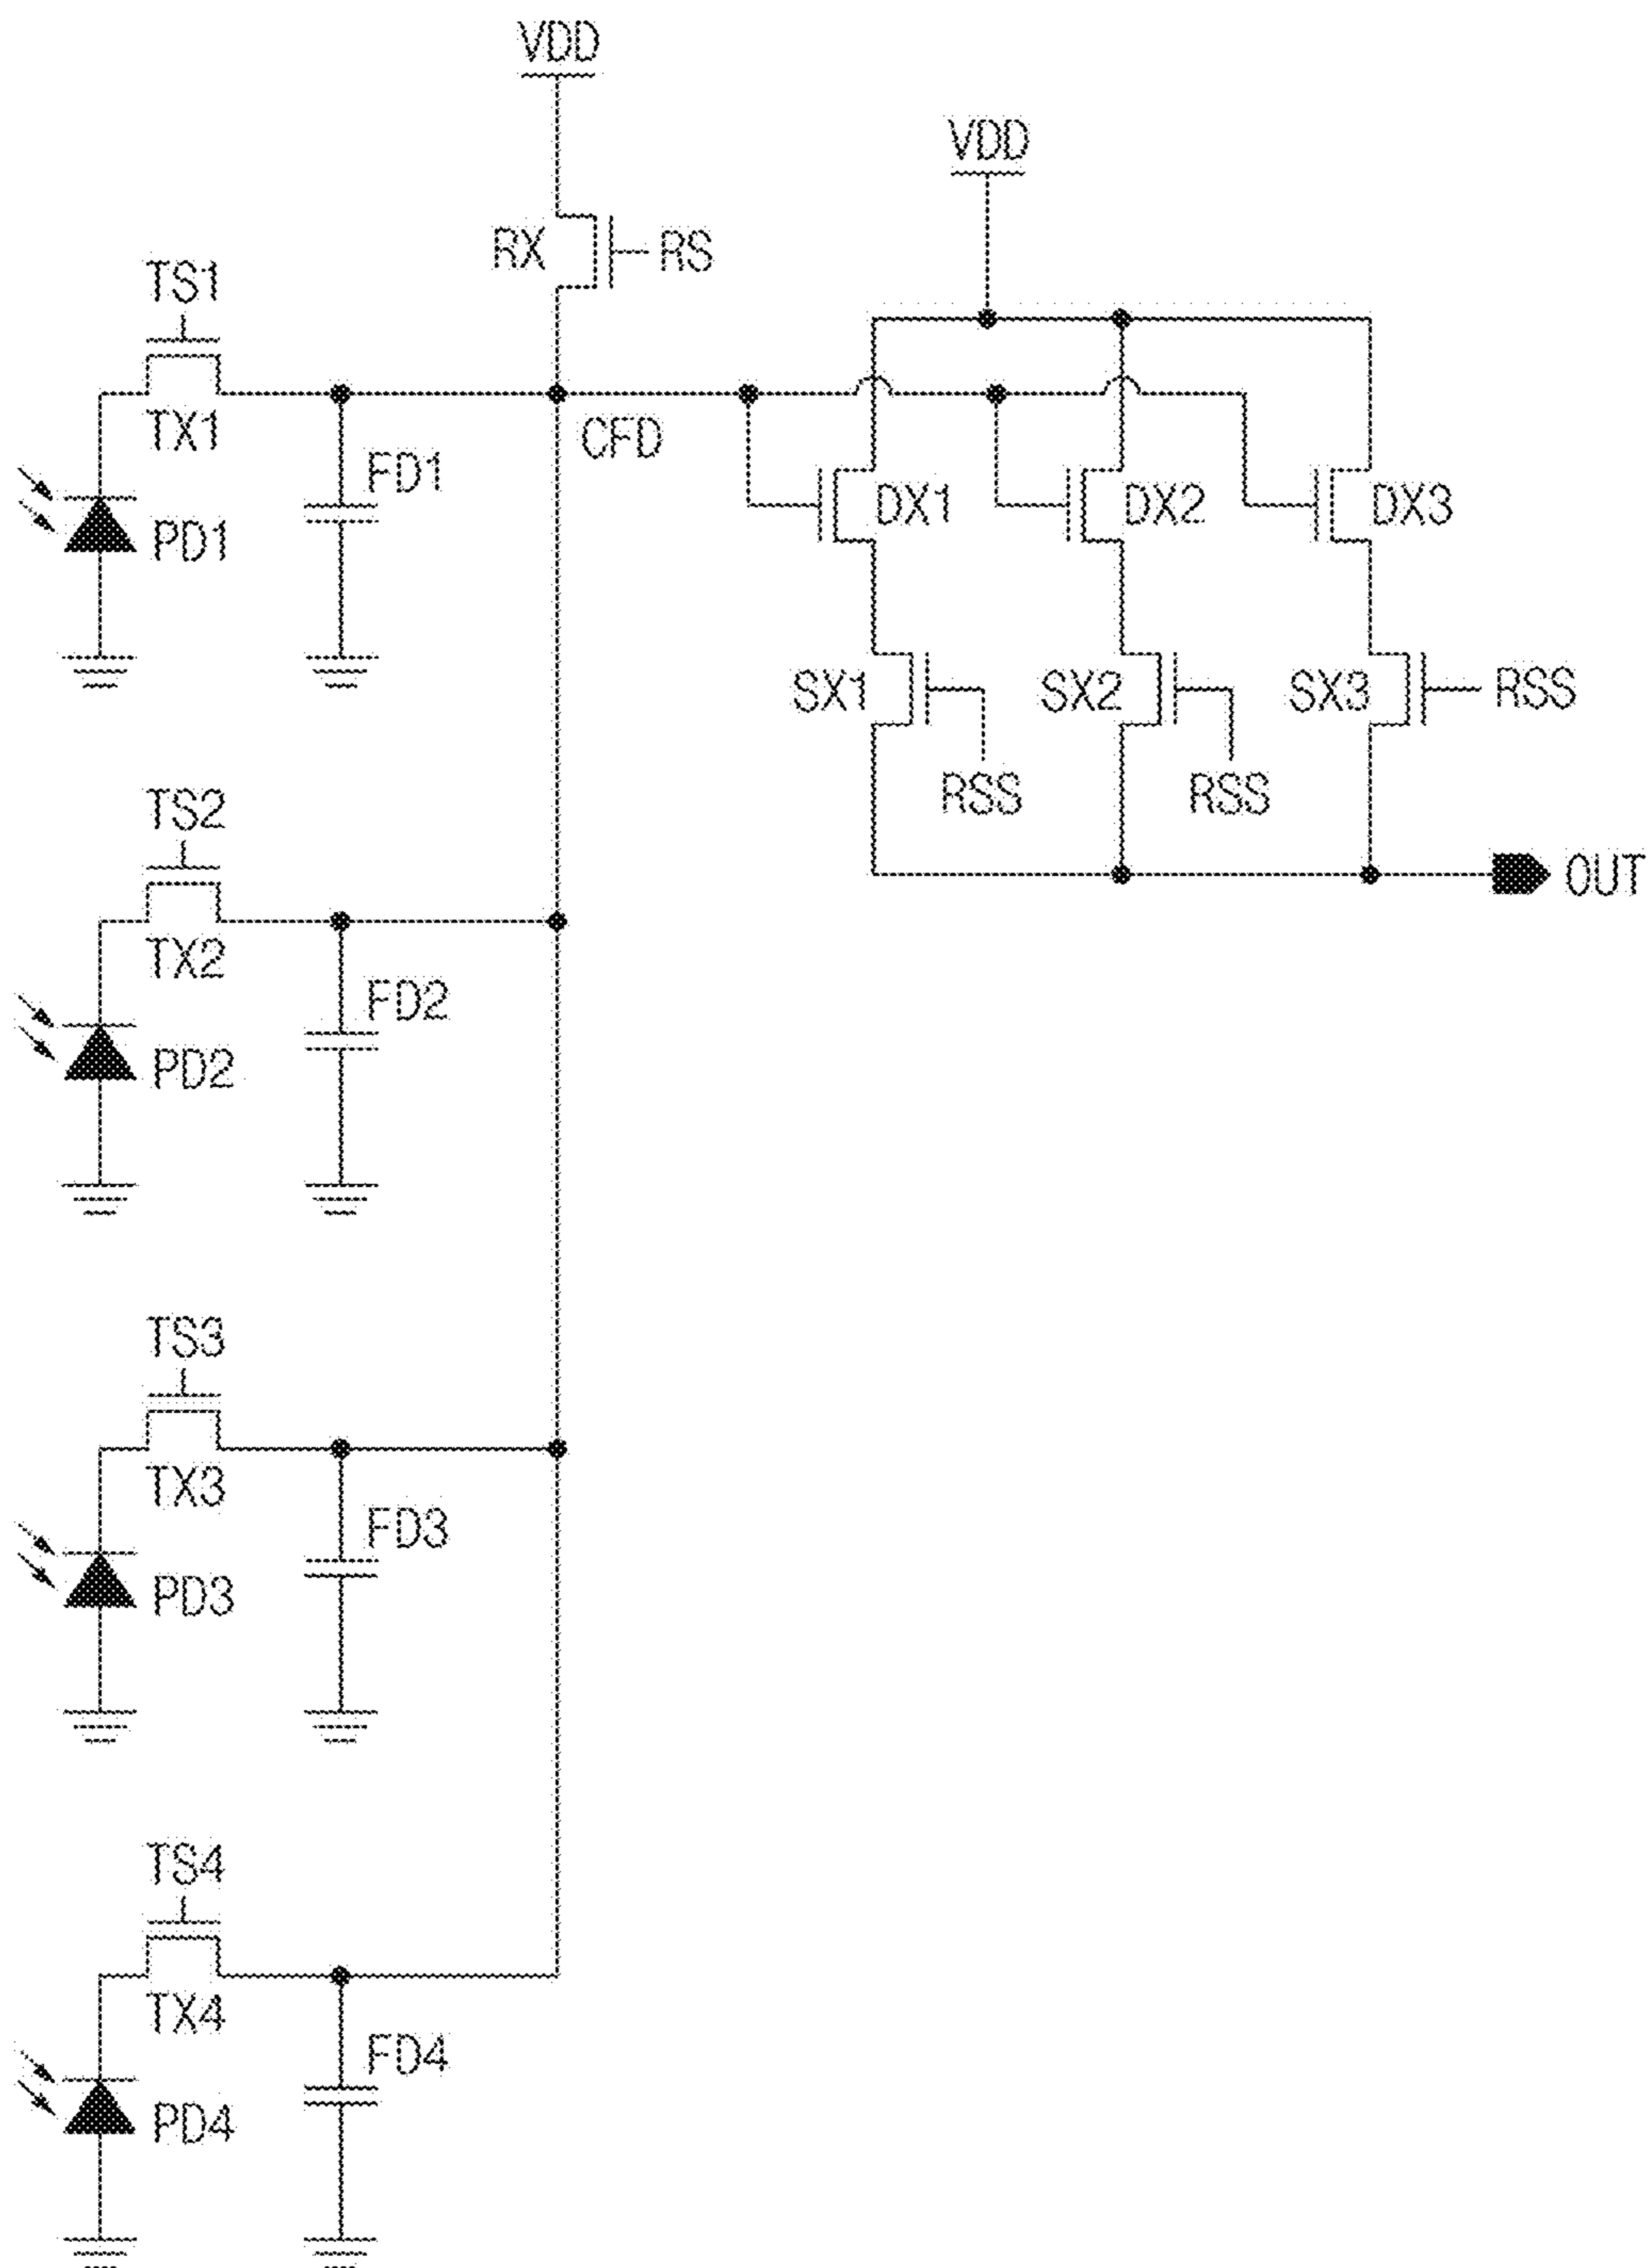 VDD
VDD
RX
RS
TS1
TX1
CFD
FD1
PD1
DX1
DX2
DX3
SX1
SX2
SX3
RSS
RSS
RSS
TS2
OUT
TX2
FD2
PD2
TS3
TX3
FD3
PD3
TS4
TX4
FD4
PD4